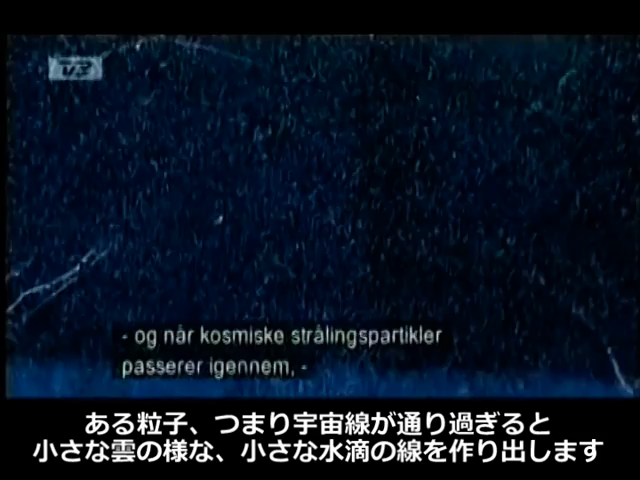 TV2
- og når kosmiske strålingspartikler
passerer igennem, -
ある粒子、つまり宇宙線が通り過ぎると
小さな雲の様な、小さな水滴の線を作り出します